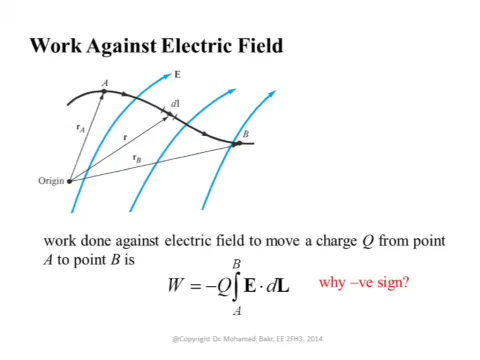 Work Against Electric Field
E
A
dl
B
r_A
r
r_B
Origin
work done against electric field to move a charge Q from point
A to point B is
W = −Q∫_A^B E · dL why –ve sign?
@Copyright Dr. Mohamed Bakr, EE 2FH3, 2014